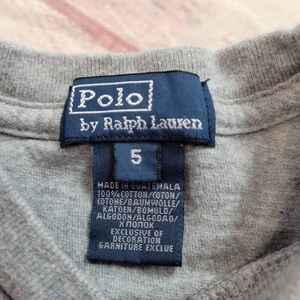 Polo
by Ralph Lauren
5
MADE IN GUATEMALA
100%COTTON/COTON/
COTONE/BAUMWOLLE/
KATOEN/BOMULD/
ALGODON/ALGODAO/
ХЛОПОК
EXCLUSIVE OF
DECORATION
GARNITURE EXCLUE